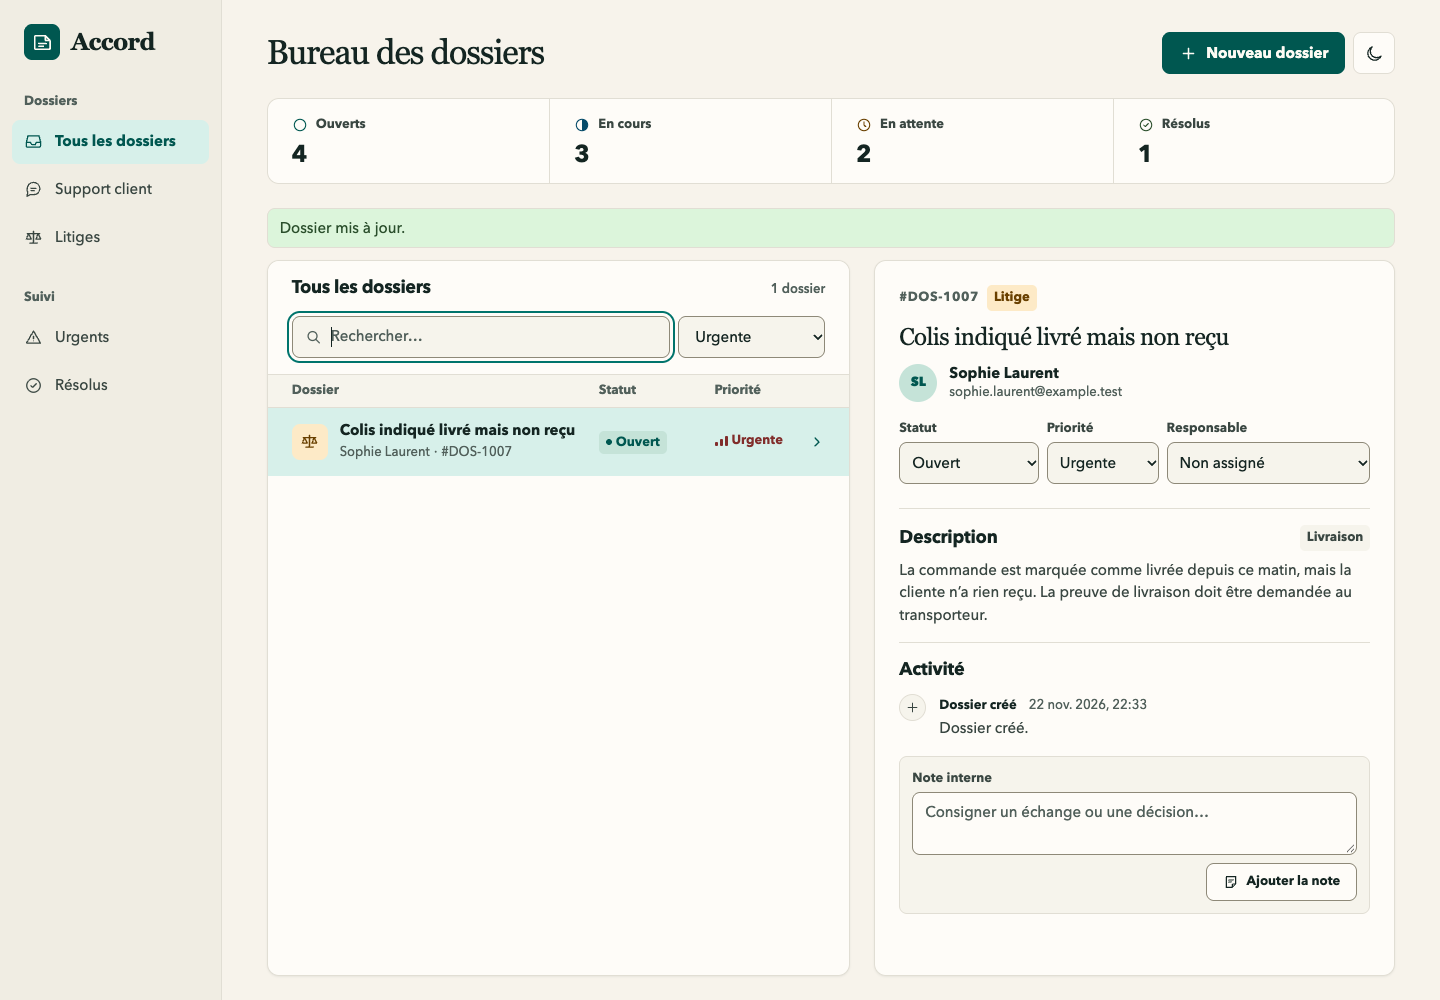 Accord
Dossiers
Tous les dossiers
Support client
Litiges
Suivi
Urgents
Résolus
Bureau des dossiers
Nouveau dossier
Ouverts
4
En cours
3
En attente
2
Résolus
1
Dossier mis à jour.
Tous les dossiers
1 dossier
Rechercher…
Urgente
Dossier Statut Priorité
Colis indiqué livré mais non reçu
Sophie Laurent · #DOS-1007
Ouvert
Urgente
#DOS-1007 Litige
Colis indiqué livré mais non reçu
SL
Sophie Laurent
sophie.laurent@example.test
Statut Priorité Responsable
Ouvert Urgente Non assigné
Description
Livraison
La commande est marquée comme livrée depuis ce matin, mais la
cliente n’a rien reçu. La preuve de livraison doit être demandée au
transporteur.
Activité
Dossier créé 22 nov. 2026, 22:33
Dossier créé.
Note interne
Consigner un échange ou une décision…
Ajouter la note